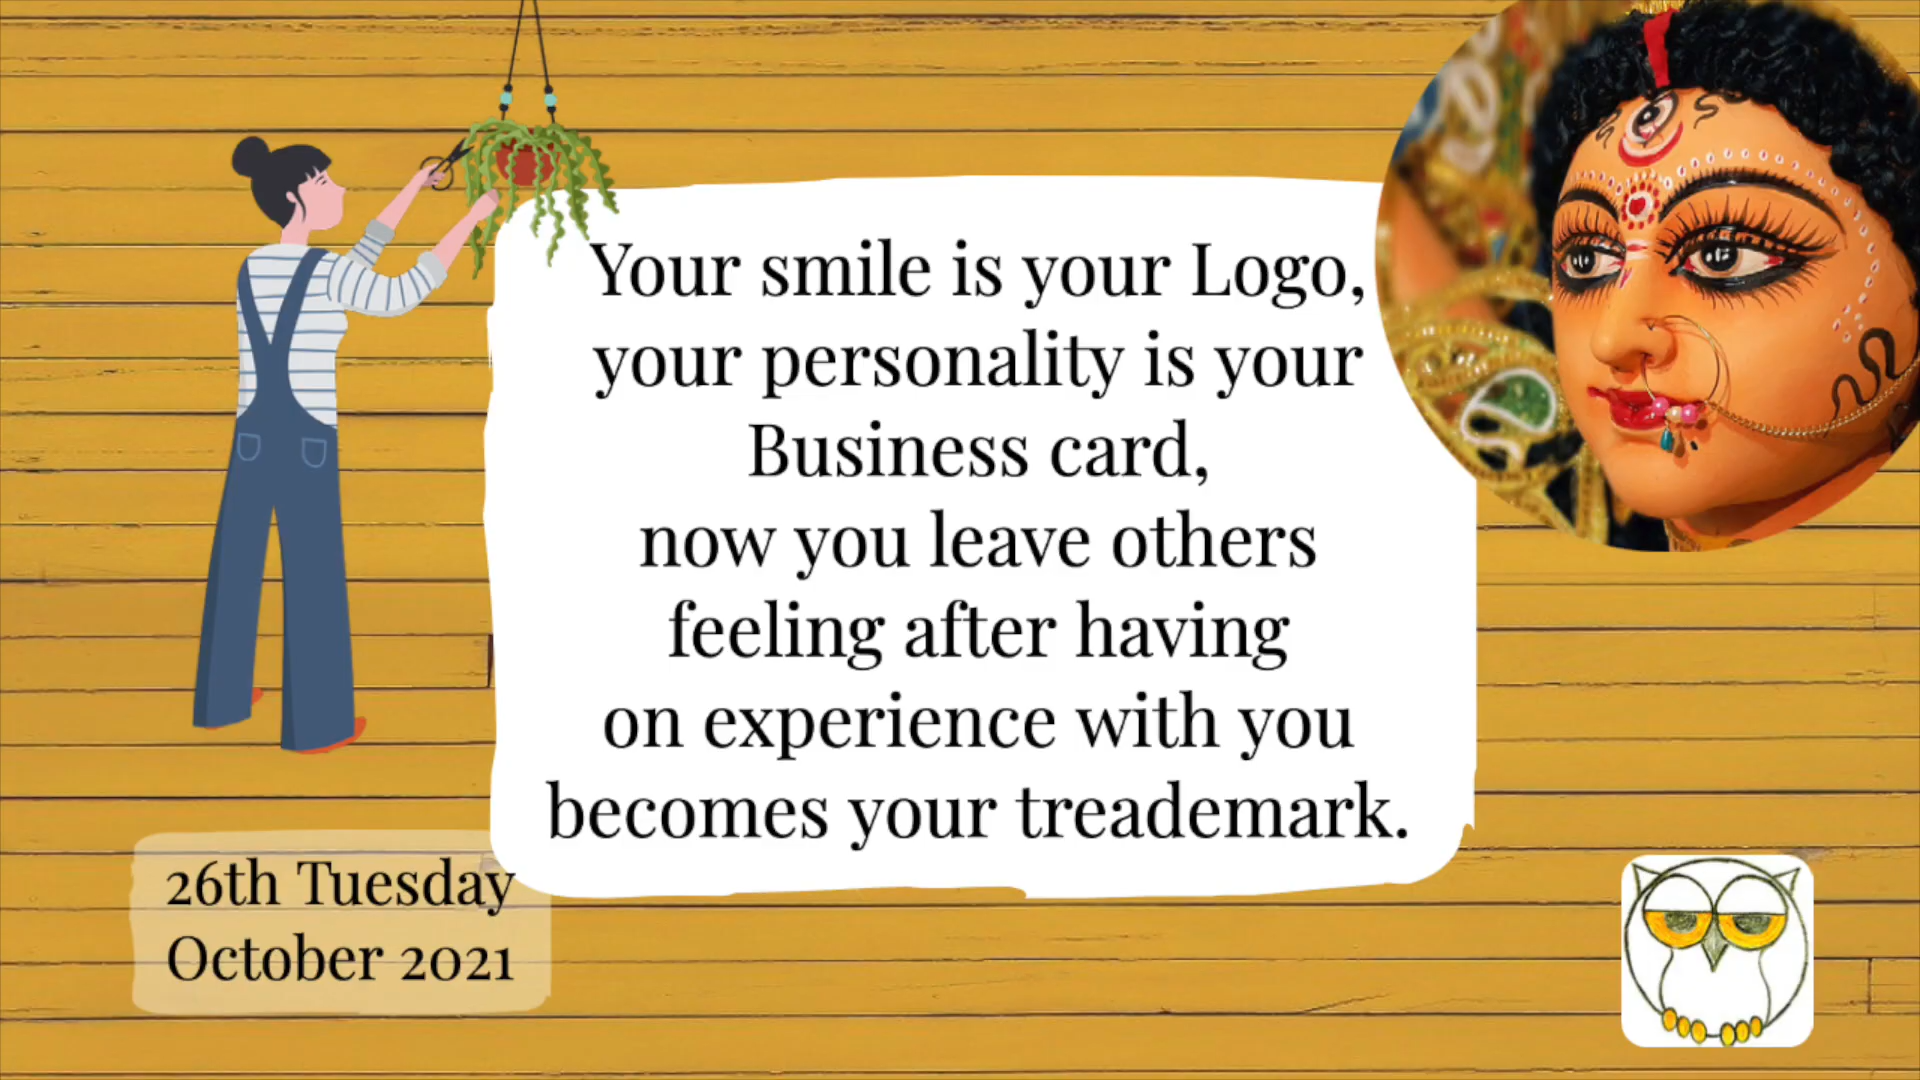 Your smile is your Logo,
your personality is your
Business card,
now you leave others
feeling after having
on experience with you
becomes your treademark.
26th Tuesday
October 2021